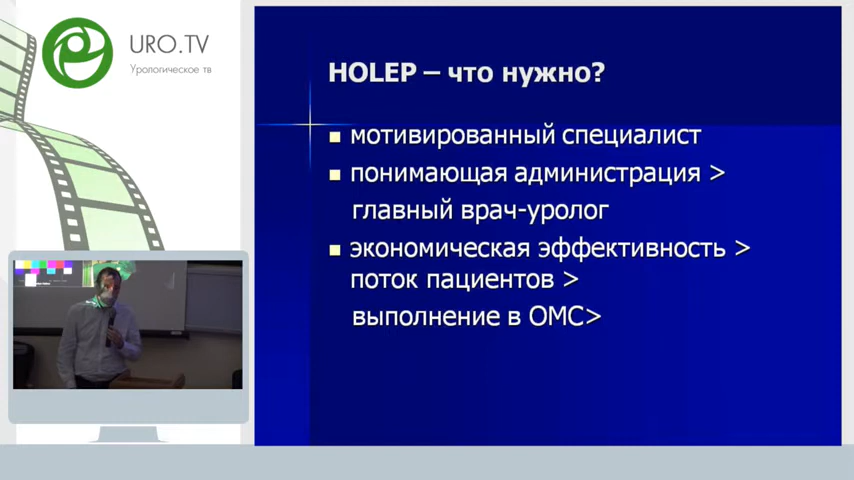 URO.TV
Урологическое тв
HOLEP – что нужно?
мотивированный специалист
понимающая администрация >
главный врач-уролог
экономическая эффективность >
поток пациентов >
выполнение в ОМС>